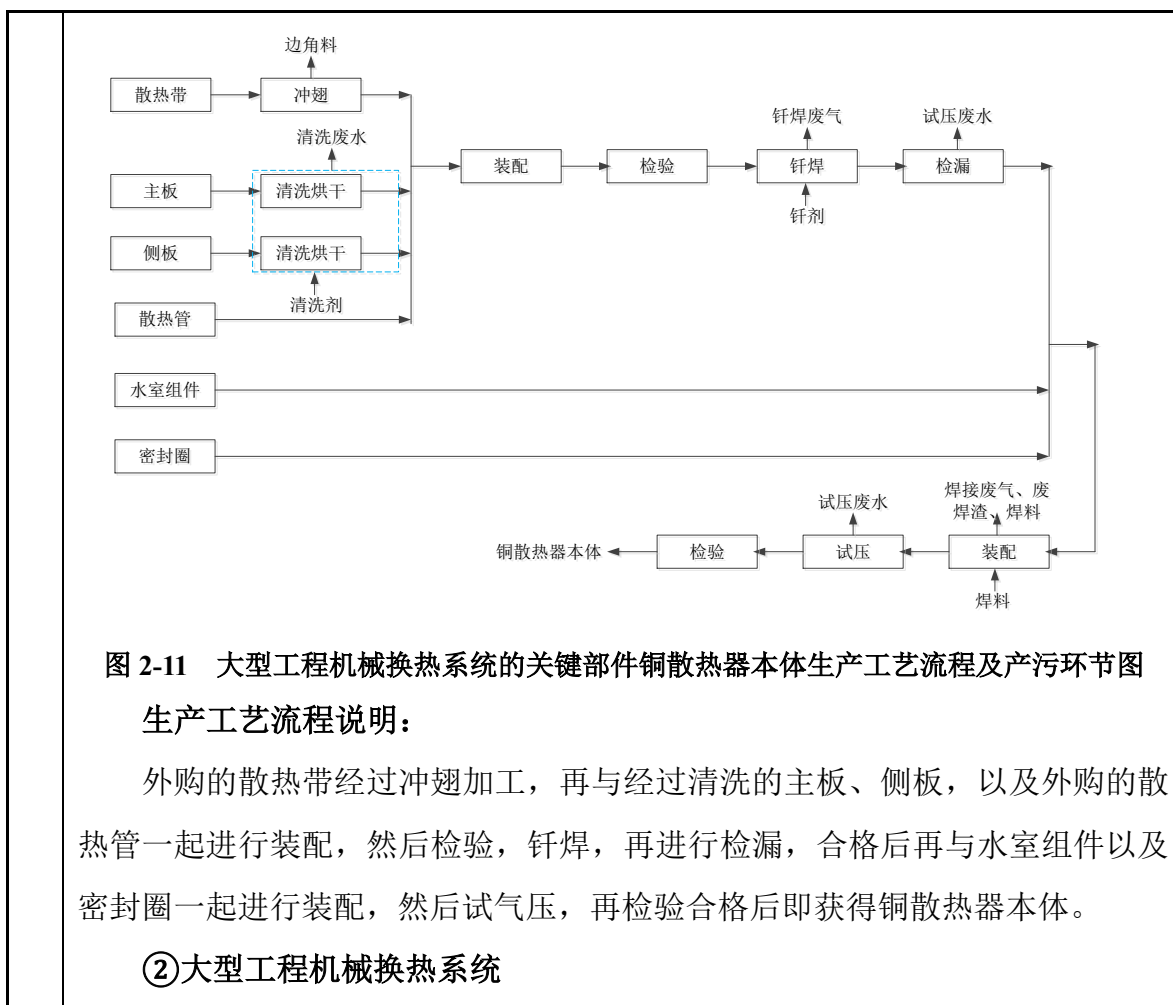 边角料
散热带
冲翅
钎焊废气
试压废水
清洗废水
装配
检验
钎焊
检漏
主板
清洗烘干
钎剂
侧板
清洗烘干
清洗剂
散热管
水室组件
密封圈
焊接废气、废
焊渣、焊料
试压废水
铜散热器本体
检验
试压
装配
焊料
图 2-11 大型工程机械换热系统的关键部件铜散热器本体生产工艺流程及产污环节图
生产工艺流程说明：
外购的散热带经过冲翅加工，再与经过清洗的主板、侧板，以及外购的散
热管一起进行装配，然后检验，钎焊，再进行检漏，合格后再与水室组件以及
密封圈一起进行装配，然后试气压，再检验合格后即获得铜散热器本体。
②大型工程机械换热系统